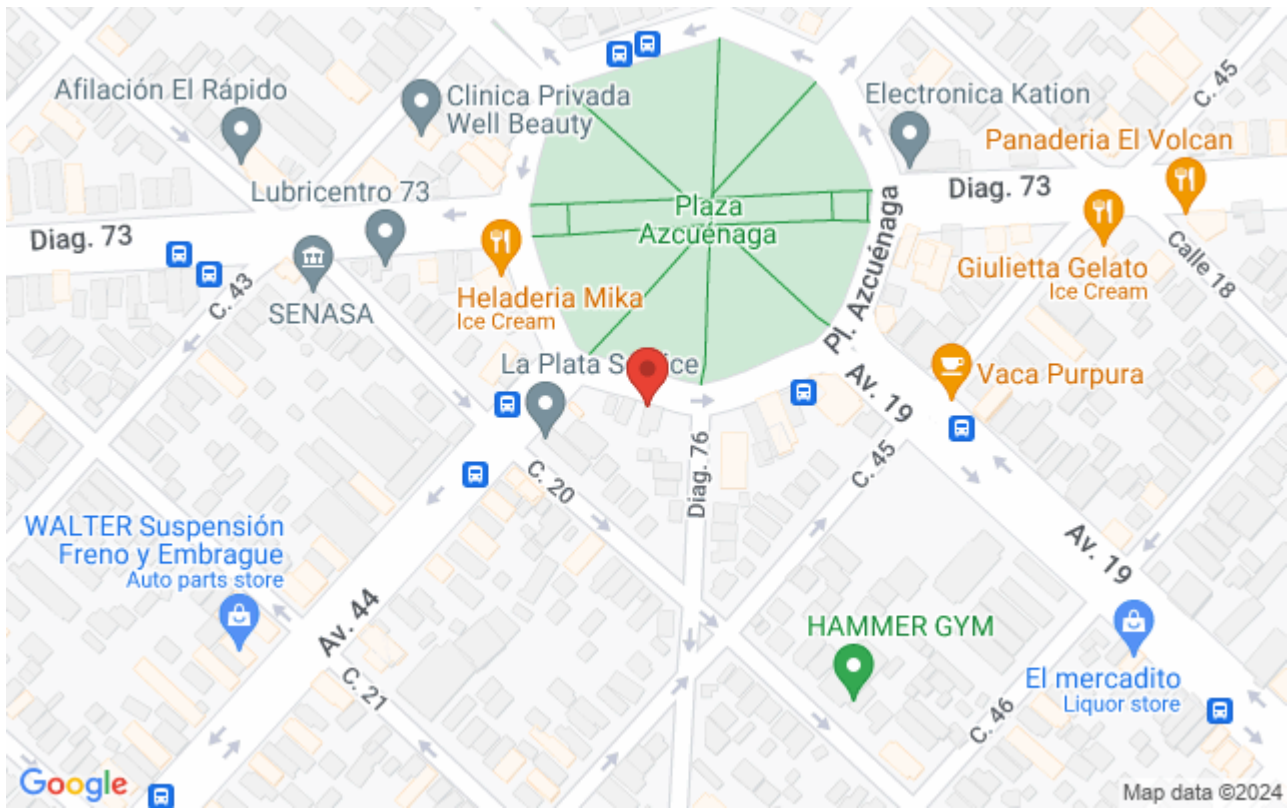 Afilación El Rápido
Clinica Privada
Well Beauty
Electronica Kation
C. 45
Panaderia El Volcan
Lubricentro 73
Diag. 73
Plaza
Azcuénaga
Diag. 73
Pl. Azcuénaga
Calle 18
C. 43
SENASA
Heladeria Mika
Ice Cream
Giulietta Gelato
Ice Cream
La Plata
Vaca Purpura
Av. 19
Diag. 76
C. 45
C. 20
WALTER Suspensión
Freno y Embrague
Auto parts store
Av. 19
Av. 44
HAMMER GYM
C. 21
El mercadito
Liquor store
C. 46
Google
Map data ©2024